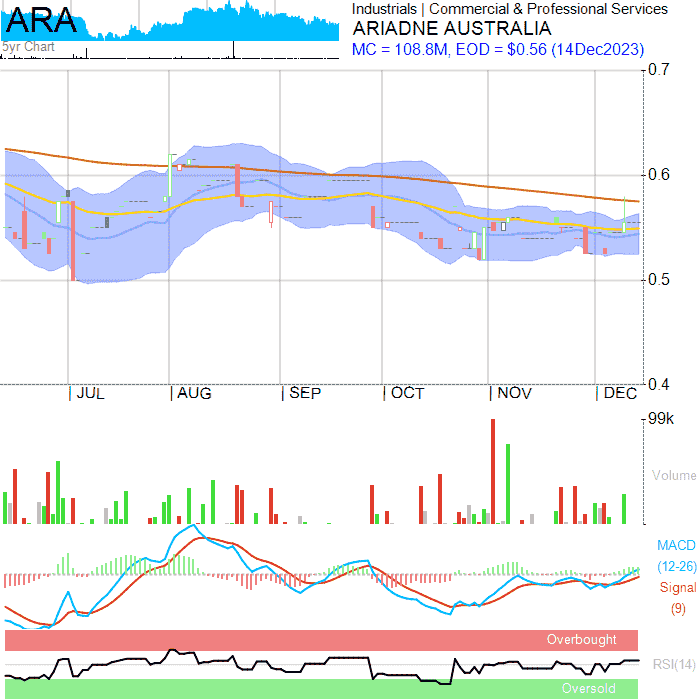 ARA
5yr Chart
Industrials | Commercial & Professional Services
ARIADNE AUSTRALIA
MC = 108.8M, EOD = $0.56 (14Dec2023)
0.7
0.6
0.5
0.4
JUL AUG SEP OCT NOV DEC
99k
Volume
MACD
(12-26)
Signal
(9)
Overbought
RSI(14)
Oversold